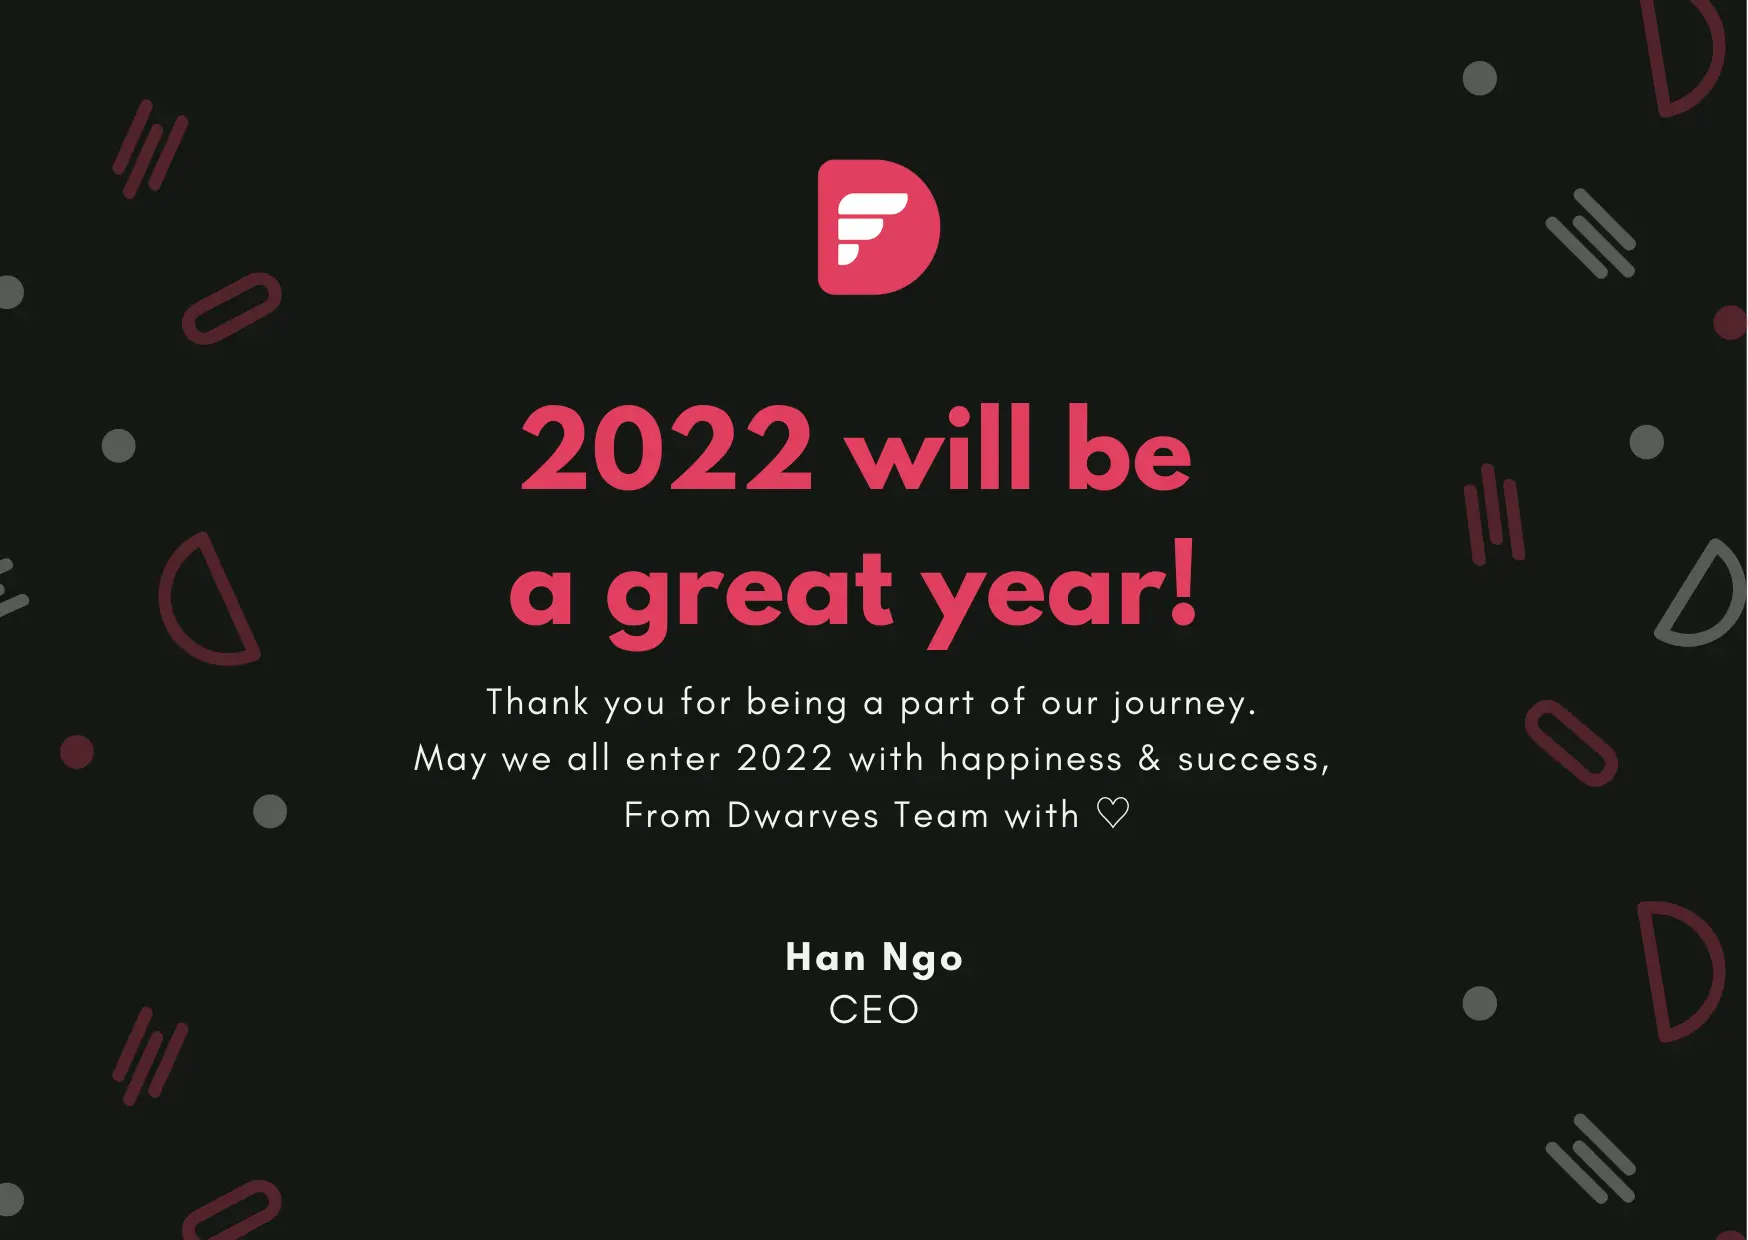 2022 will be
a great year!
Thank you for being a part of our journey.
May we all enter 2022 with happiness & success,
From Dwarves Team with ♡
Han Ngo
CEO